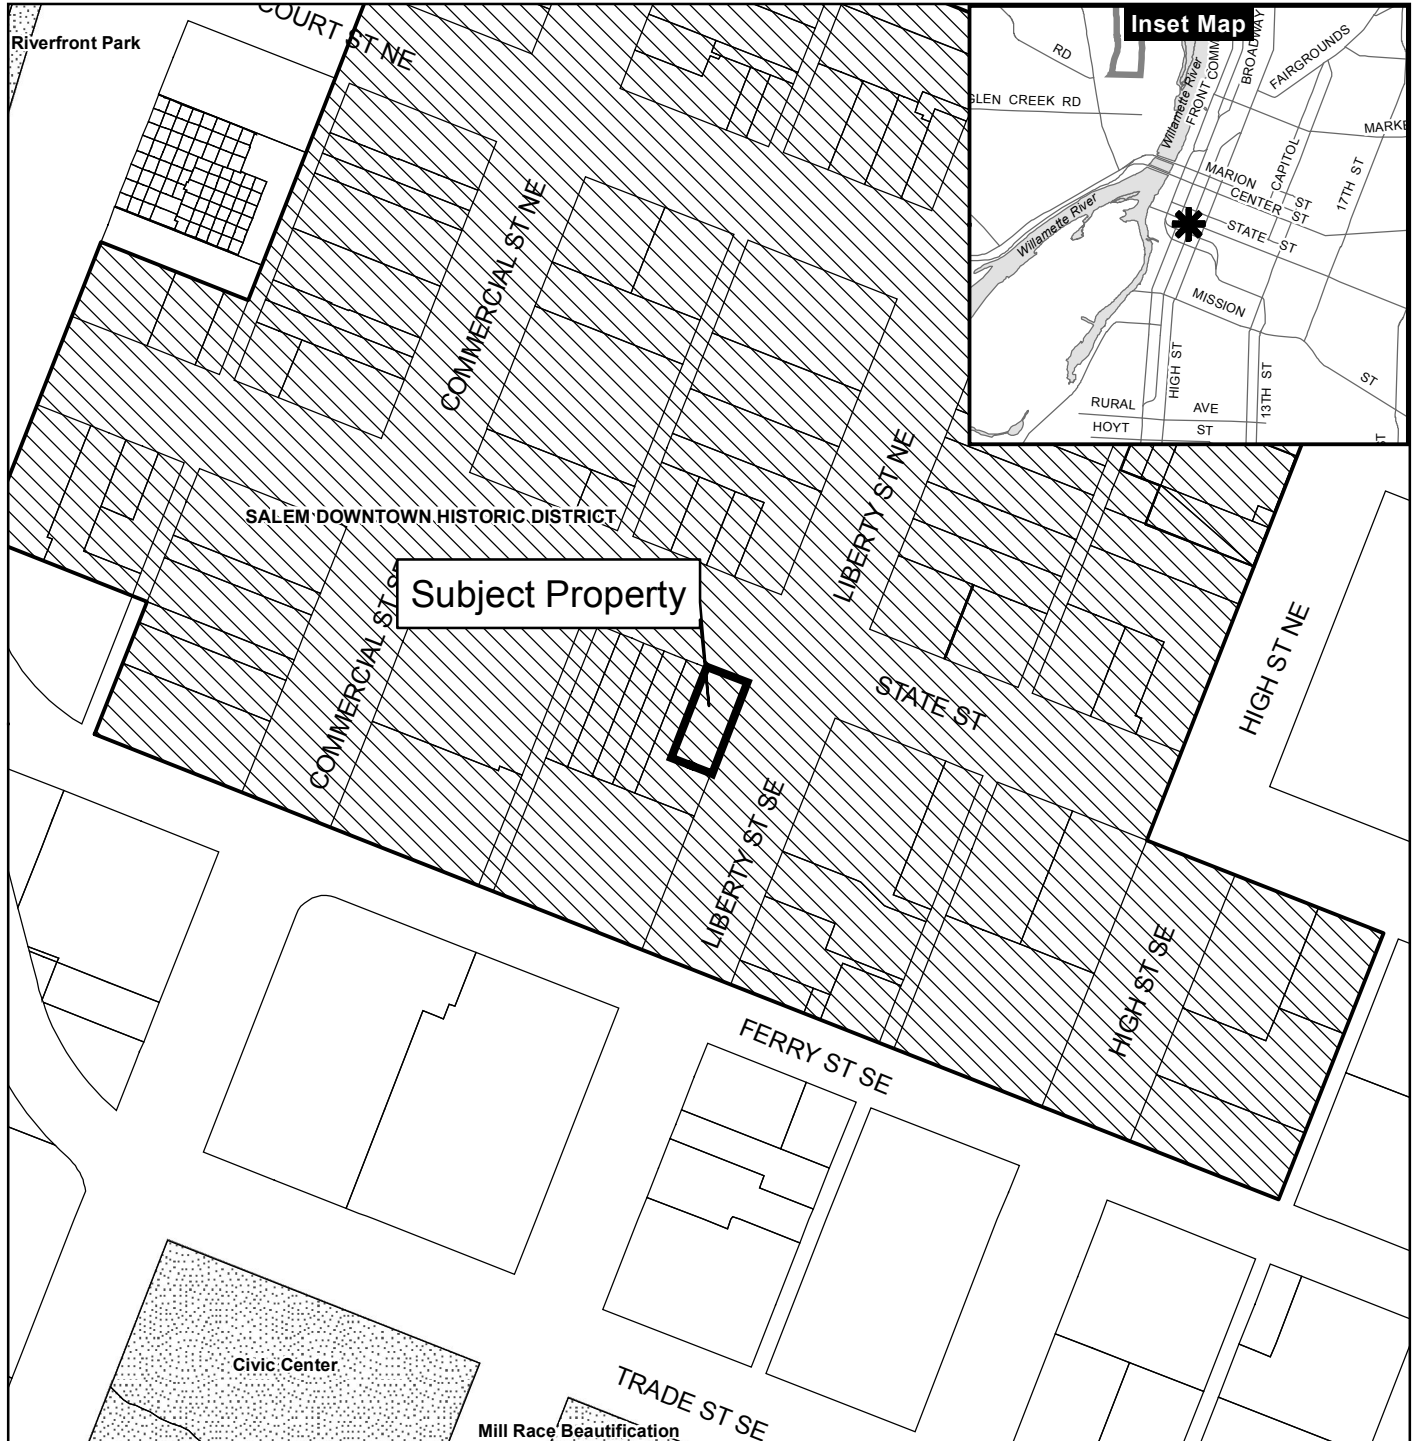 COURT ST NE
Riverfront Park
COMMERCIAL ST NE
SALEM DOWNTOWN HISTORIC DISTRICT
Subject Property
COMMERCIAL ST S
LIBERTY ST NE
STATE ST
HIGH ST NE
LIBERTY ST SE
HIGH ST SE
FERRY ST SE
Civic Center
TRADE ST SE
Mill Race Beautification
Inset Map
RD
GLEN CREEK RD
Willamette River
FRONT
COMM
BROADWAY
FAIRGROUNDS
MARKE
CAPITOL
17TH ST
MARION ST
CENTER ST
STATE ST
Willamette River
MISSION
ST
HIGH ST
13TH ST
RURAL AVE
HOYT ST
ST